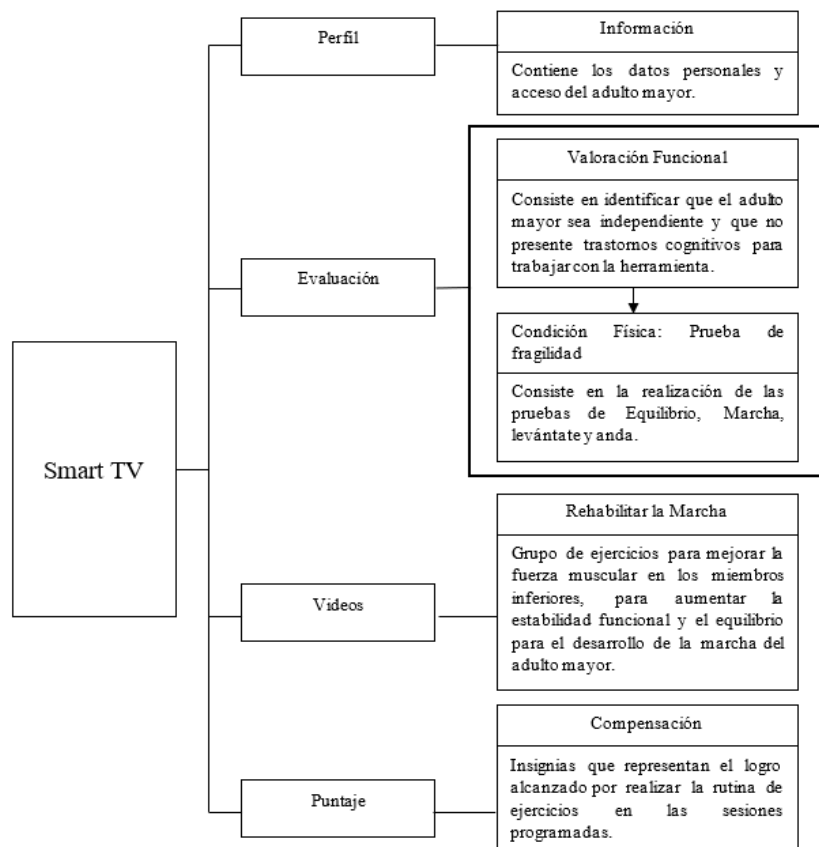 Smart TV
Perfil
Información
Contiene los datos personales y
acceso del adulto mayor.
Evaluación
Valoración Funcional
Consiste en identificar que el adulto
mayor sea independiente y que no
presente trastornos cognitivos para
trabajar con la herramienta.
Condición Física: Prueba de
fragilidad
Consiste en la realización de las
pruebas de Equilibrio, Marcha,
levántate y anda.
Videos
Rehabilitar la Marcha
Grupo de ejercicios para mejorar la
fuerza muscular en los miembros
inferiores, para aumentar la
estabilidad funcional y el equilibrio
para el desarrollo de la marcha del
adulto mayor.
Puntaje
Compensación
Insignias que representan el logro
alcanzado por realizar la rutina de
ejercicios en las sesiones
programadas.